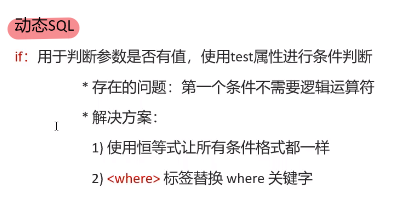 动态SQL
if：用于判断参数是否有值，使用test属性进行条件判断
* 存在的问题：第一个条件不需要逻辑运算符
* 解决方案：
1) 使用恒等式让所有条件格式都一样
2) <where> 标签替换 where 关键字